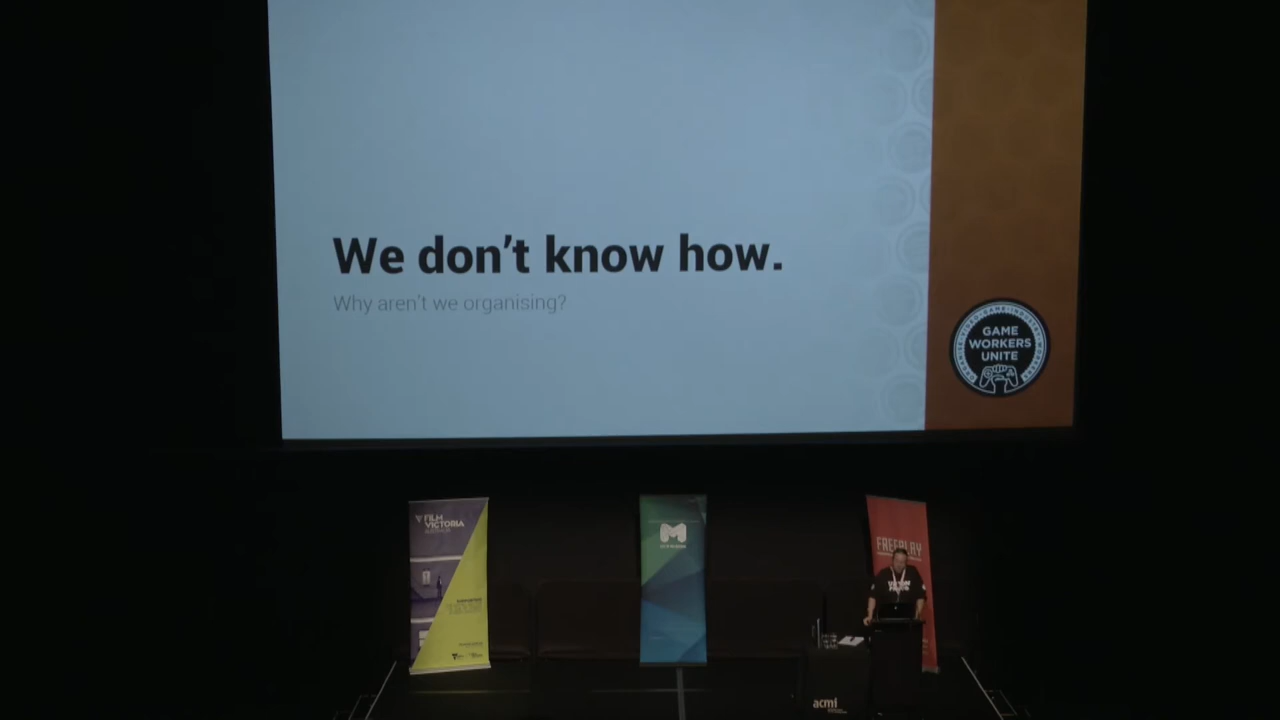 We don't know how.
Why aren't we organising?
GAME
WORKERS
UNITE
FILM
VICTORIA
FREEPLAY
acmi